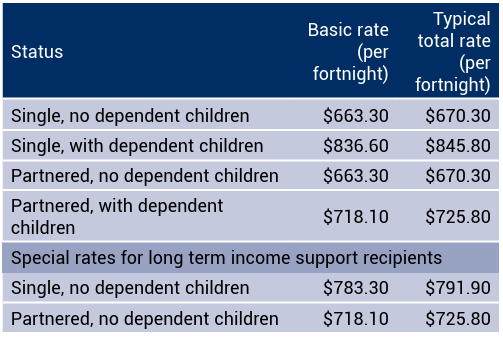 Status Basic rate (per fortnight) Typical total rate (per fortnight)
Single, no dependent children $663.30 $670.30
Single, with dependent children $836.60 $845.80
Partnered, no dependent children $663.30 $670.30
Partnered, with dependent children $718.10 $725.80
Special rates for long term income support recipients
Single, no dependent children $783.30 $791.90
Partnered, no dependent children $718.10 $725.80